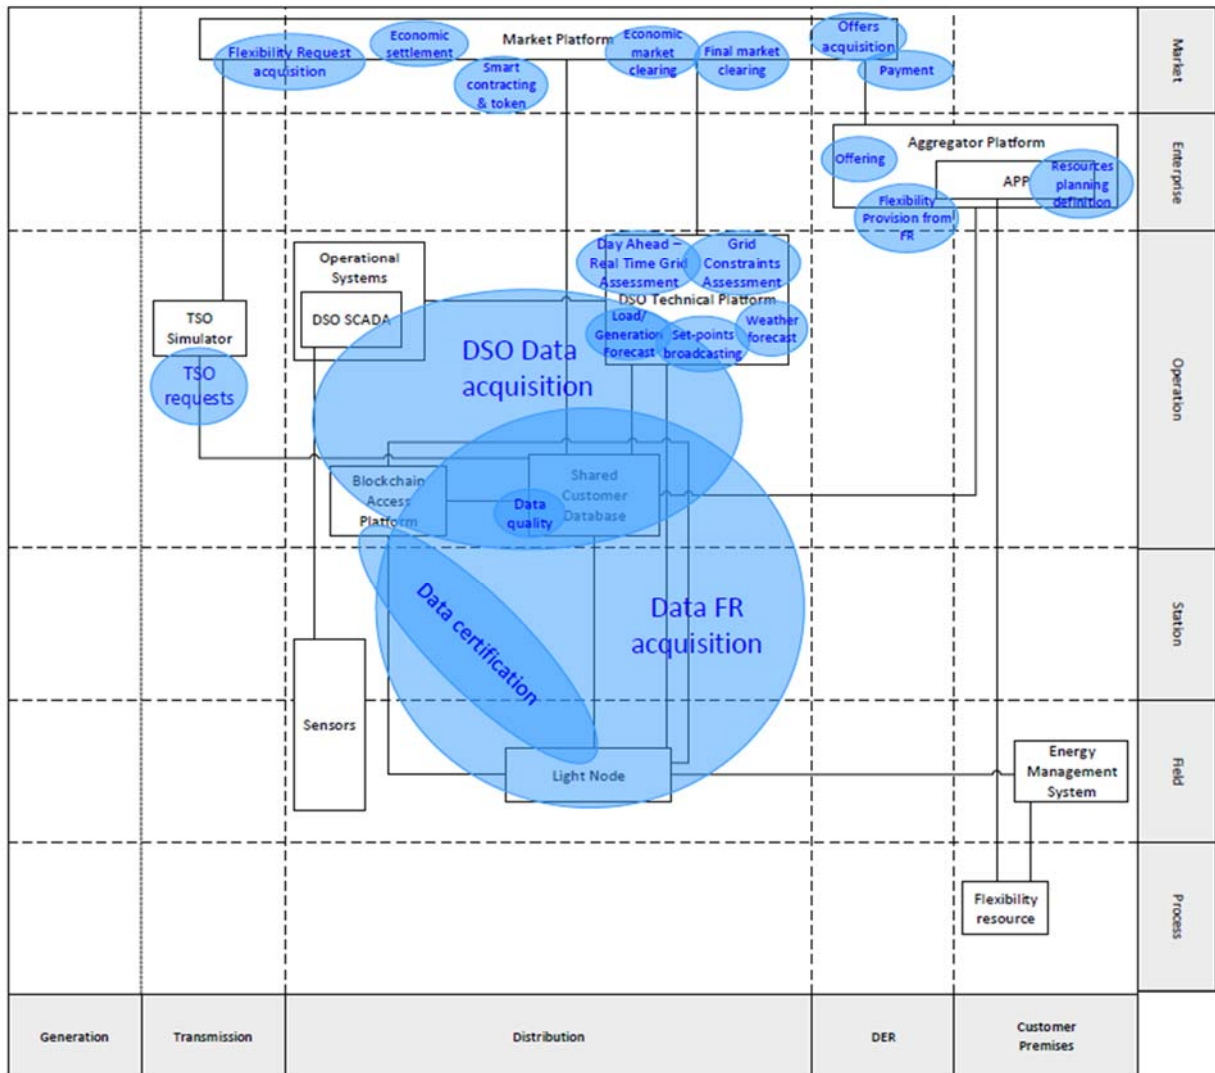 Market Platform
Flexibility Request
acquisition
Economic
settlement
Smart
contracting
& token
Economic
market
clearing
Final market
clearing
Offers
acquisition
Payment
Market
Aggregator Platform
Offering
APP
Resources
planning
definition
Flexibility
Provision from
FR
Enterprise
Operational
Systems
DSO SCADA
TSO
Simulator
TSO
requests
Day Ahead –
Real Time Grid
Assessment
Grid
Constraints
Assessment
DSO Technical Platform
Load/
Generation
Forecast
Set-points
broadcasting
Weather
forecast
DSO Data
acquisition
Operation
Blockchain
Access
Platform
Shared
Customer
Database
Data
quality
Data certification
Data FR
acquisition
Station
Sensors
Light Node
Energy
Management
System
Field
Flexibility
resource
Process
Generation
Transmission
Distribution
DER
Customer
Premises